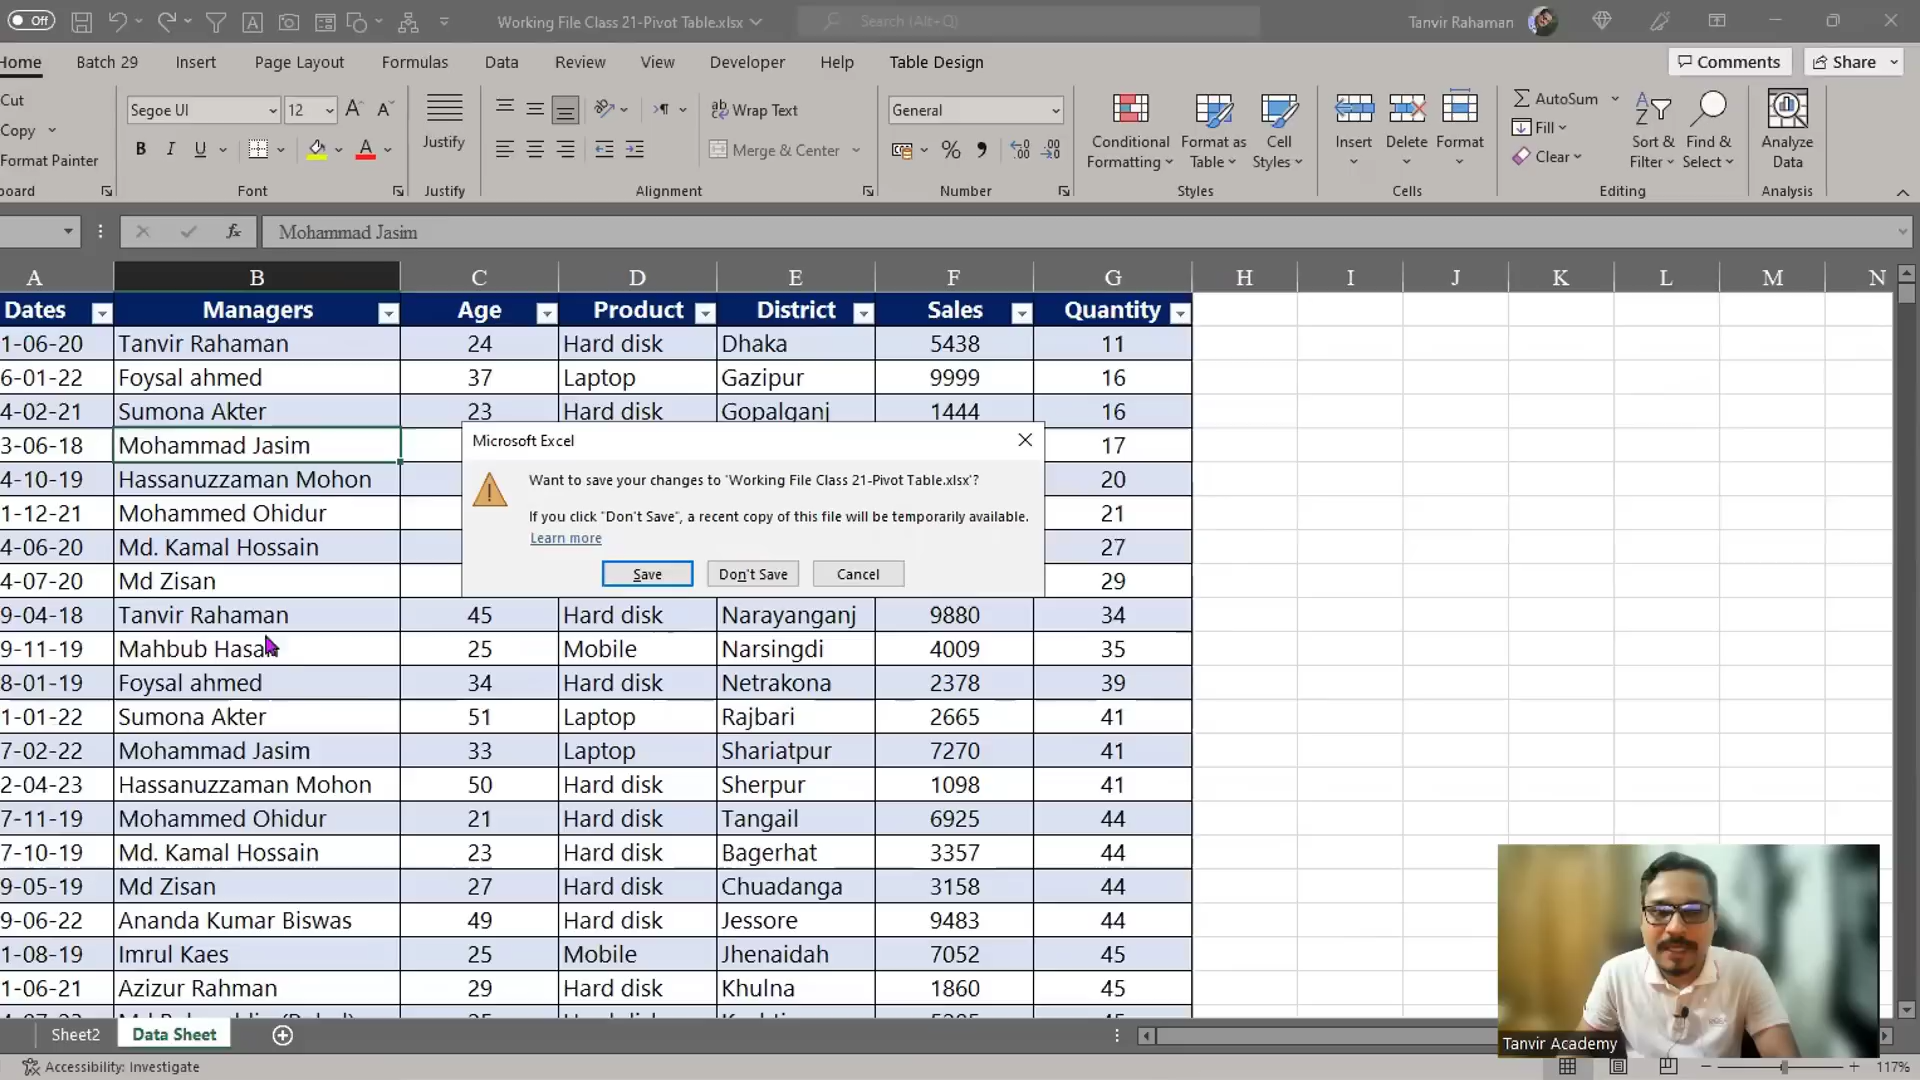 Off
Working File Class 21-Pivot Table.xlsx
Search (Alt+Q)
Tanvir Rahaman
Home Batch 29 Insert Page Layout Formulas Data Review View Developer Help Table Design
Comments Share
Cut
Copy
Format Painter
Segoe UI 12
B I U
Justify
Wrap Text
Merge & Center
General
Conditional Formatting
Format as Table
Cell Styles
Insert Delete Format
AutoSum
Fill
Clear
Sort & Filter
Find & Select
Analyze Data
board Font Justify Alignment Number Styles Cells Editing Analysis
fx Mohammad Jasim
A B C D E F G H I J K L M N
Dates Managers Age Product District Sales Quantity
1-06-20 Tanvir Rahaman 24 Hard disk Dhaka 5438 11
6-01-22 Foysal ahmed 37 Laptop Gazipur 9999 16
4-02-21 Sumona Akter 23 Hard disk Gopalganj 1444 16
3-06-18 Mohammad Jasim 17
4-10-19 Hassanuzzaman Mohon 20
1-12-21 Mohammed Ohidur 21
4-06-20 Md. Kamal Hossain 27
4-07-20 Md Zisan 29
Microsoft Excel
Want to save your changes to 'Working File Class 21-Pivot Table.xlsx'?
If you click "Don't Save", a recent copy of this file will be temporarily available.
Learn more
Save Don't Save Cancel
9-04-18 Tanvir Rahaman 45 Hard disk Narayanganj 9880 34
9-11-19 Mahbub Hasan 25 Mobile Narsingdi 4009 35
8-01-19 Foysal ahmed 34 Hard disk Netrakona 2378 39
1-01-22 Sumona Akter 51 Laptop Rajbari 2665 41
7-02-22 Mohammad Jasim 33 Laptop Shariatpur 7270 41
2-04-23 Hassanuzzaman Mohon 50 Hard disk Sherpur 1098 41
7-11-19 Mohammed Ohidur 21 Hard disk Tangail 6925 44
7-10-19 Md. Kamal Hossain 23 Hard disk Bagerhat 3357 44
9-05-19 Md Zisan 27 Hard disk Chuadanga 3158 44
9-06-22 Ananda Kumar Biswas 49 Hard disk Jessore 9483 44
1-08-19 Imrul Kaes 25 Mobile Jhenaidah 7052 45
1-06-21 Azizur Rahman 29 Hard disk Khulna 1860 45
Tanvir Academy
Sheet2 Data Sheet
Accessibility: Investigate
117%